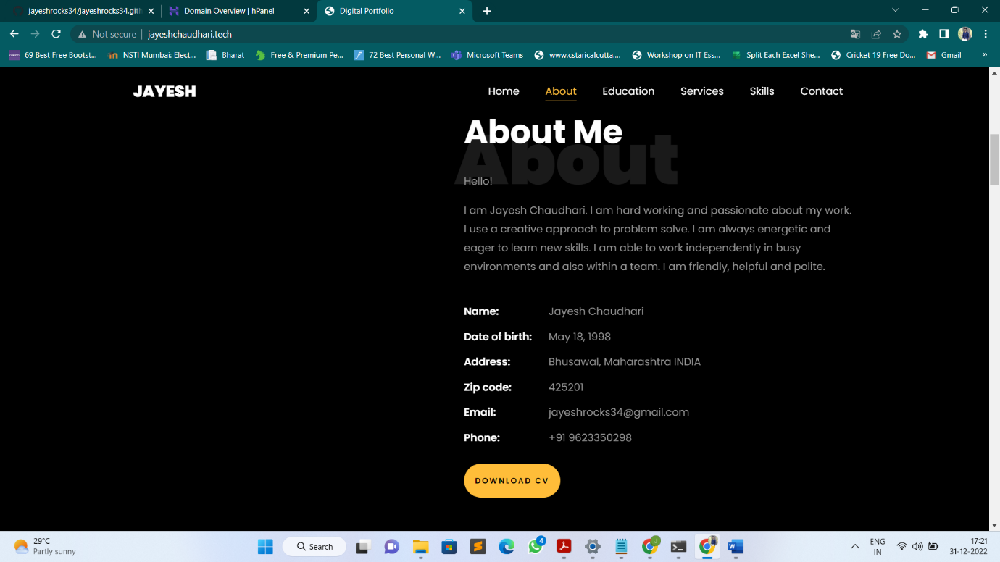 jayeshrocks34/jayeshrocks34.gith
Domain Overview | hPanel
Digital Portfolio
Not secure
jayeshchaudhari.tech
69 Best Free Bootst...
NSTI Mumbai: Elect...
Bharat
Free & Premium Pe...
72 Best Personal W...
Microsoft Teams
www.cstaricalcutta....
Workshop on IT Ess...
Split Each Excel She...
Cricket 19 Free Do...
Gmail
»
JAYESH
Home
About
Education
Services
Skills
Contact
About
About Me
Hello!
I am Jayesh Chaudhari. I am hard working and passionate about my work.
I use a creative approach to problem solve. I am always energetic and
eager to learn new skills. I am able to work independently in busy
environments and also within a team. I am friendly, helpful and polite.
Name: Jayesh Chaudhari
Date of birth: May 18, 1998
Address: Bhusawal, Maharashtra INDIA
Zip code: 425201
Email: jayeshrocks34@gmail.com
Phone: +91 9623350298
DOWNLOAD CV
29°C
Partly sunny
Search
4
J
ENG
IN
17:21
31-12-2022